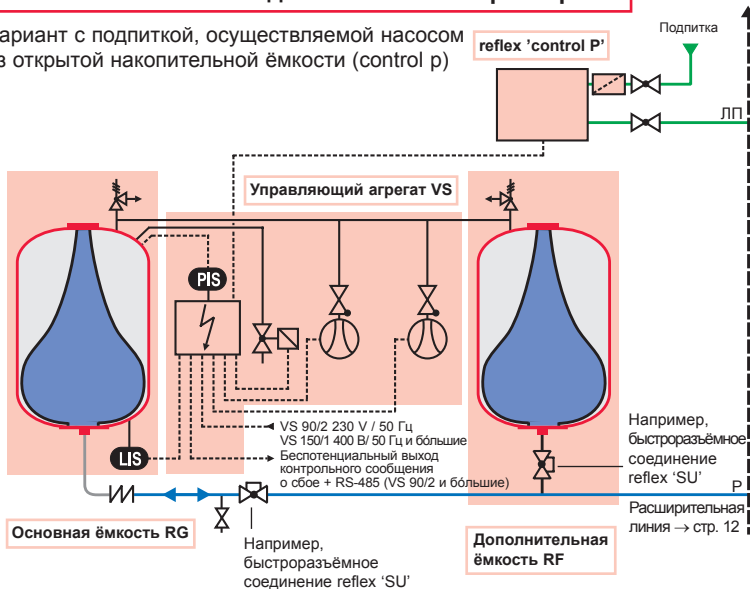 ариант с подпиткой, осуществляемой насосом
з открытой накопительной ёмкости (control p)
reflex ’control P’
Подпитка
ЛП
Управляющий агрегат VS
PIS
LIS
VS 90/2 230 V / 50 Гц
VS 150/1 400 В/ 50 Гц и бóльшие
Беспотенциальный выход
контрольного сообщения
о сбое + RS-485 (VS 90/2 и бóльшие)
Например,
быстроразъёмное
соединение
reflex ‘SU’
Р
Расширительная
линия → стр. 12
Основная ёмкость RG
Например,
быстроразъёмное
соединение reflex ‘SU’
Дополнительная
ёмкость RF